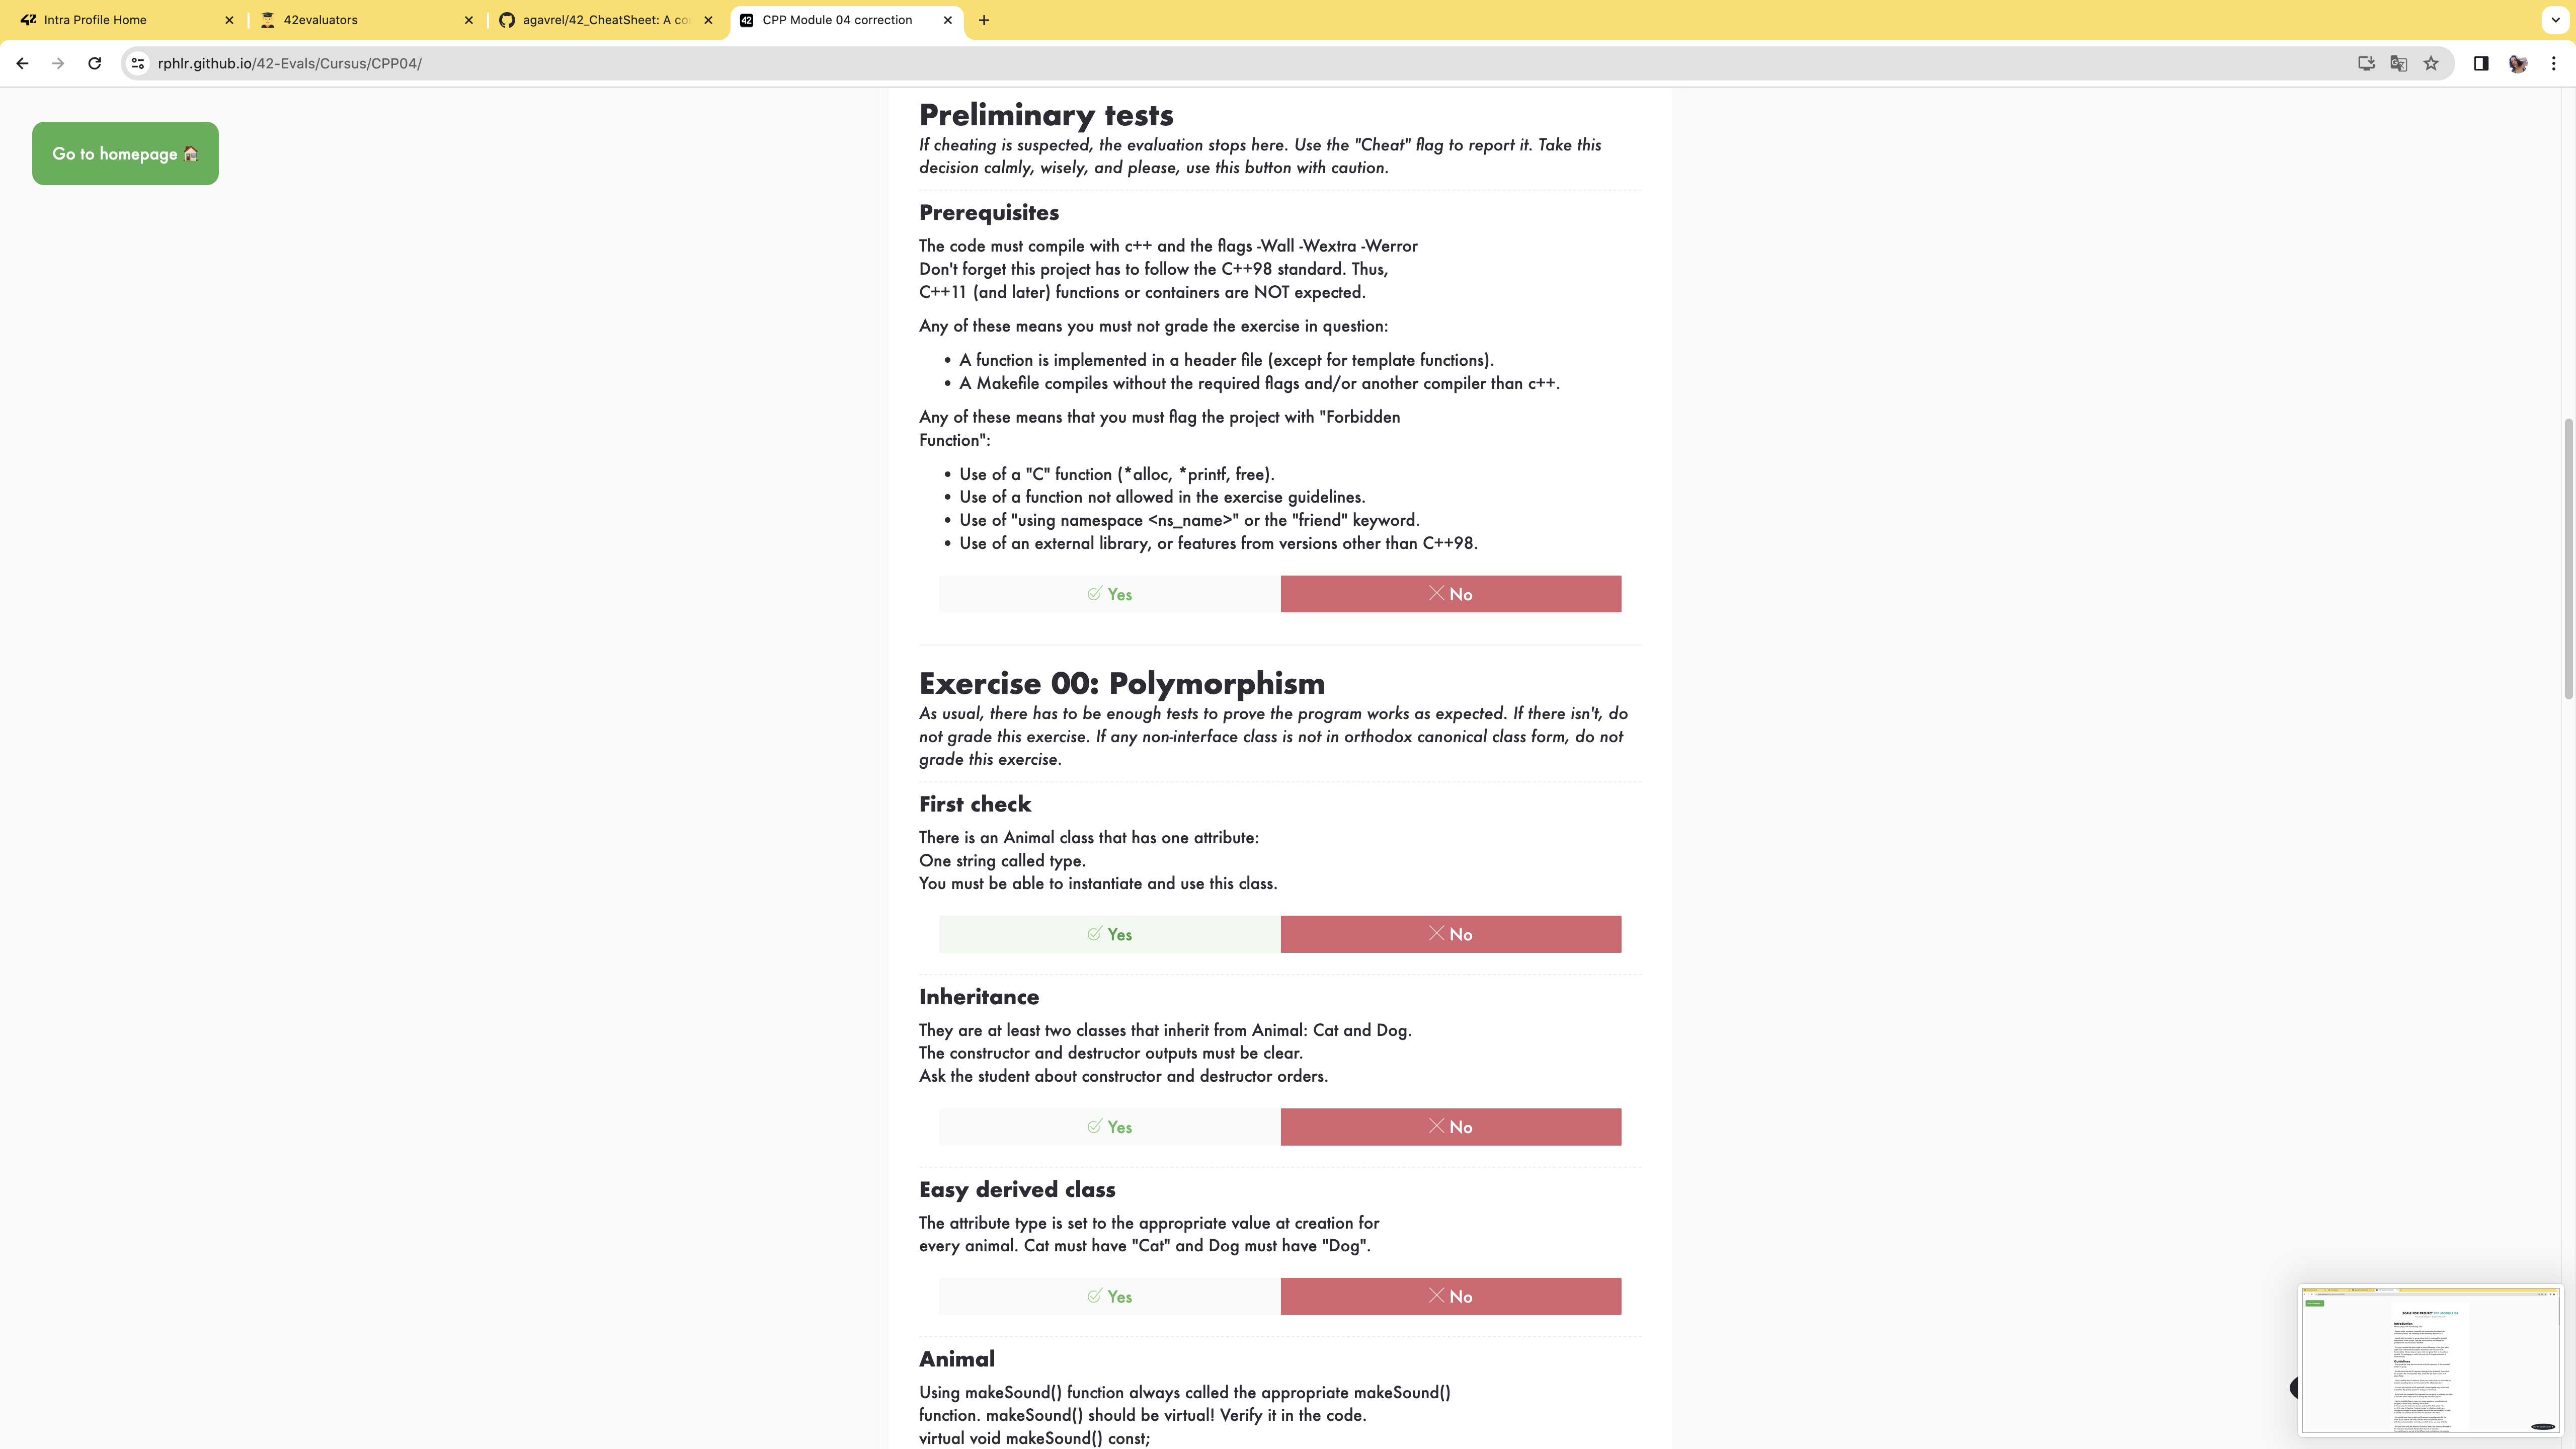 Intra Profile Home
42evaluators
agavrel/42_CheatSheet: A co
CPP Module 04 correction
rphlr.github.io/42-Evals/Cursus/CPP04/
Go to homepage
Preliminary tests
If cheating is suspected, the evaluation stops here. Use the "Cheat" flag to report it. Take this
decision calmly, wisely, and please, use this button with caution.
Prerequisites
The code must compile with c++ and the flags -Wall -Wextra -Werror
Don't forget this project has to follow the C++98 standard. Thus,
C++11 (and later) functions or containers are NOT expected.
Any of these means you must not grade the exercise in question:
• A function is implemented in a header file (except for template functions).
• A Makefile compiles without the required flags and/or another compiler than c++.
Any of these means that you must flag the project with "Forbidden
Function":
• Use of a "C" function (*alloc, *printf, free).
• Use of a function not allowed in the exercise guidelines.
• Use of "using namespace <ns_name>" or the "friend" keyword.
• Use of an external library, or features from versions other than C++98.
Yes
No
Exercise 00: Polymorphism
As usual, there has to be enough tests to prove the program works as expected. If there isn't, do
not grade this exercise. If any non-interface class is not in orthodox canonical class form, do not
grade this exercise.
First check
There is an Animal class that has one attribute:
One string called type.
You must be able to instantiate and use this class.
Yes
No
Inheritance
They are at least two classes that inherit from Animal: Cat and Dog.
The constructor and destructor outputs must be clear.
Ask the student about constructor and destructor orders.
Yes
No
Easy derived class
The attribute type is set to the appropriate value at creation for
every animal. Cat must have "Cat" and Dog must have "Dog".
Yes
No
Animal
Using makeSound() function always called the appropriate makeSound()
function. makeSound() should be virtual! Verify it in the code.
virtual void makeSound() const;